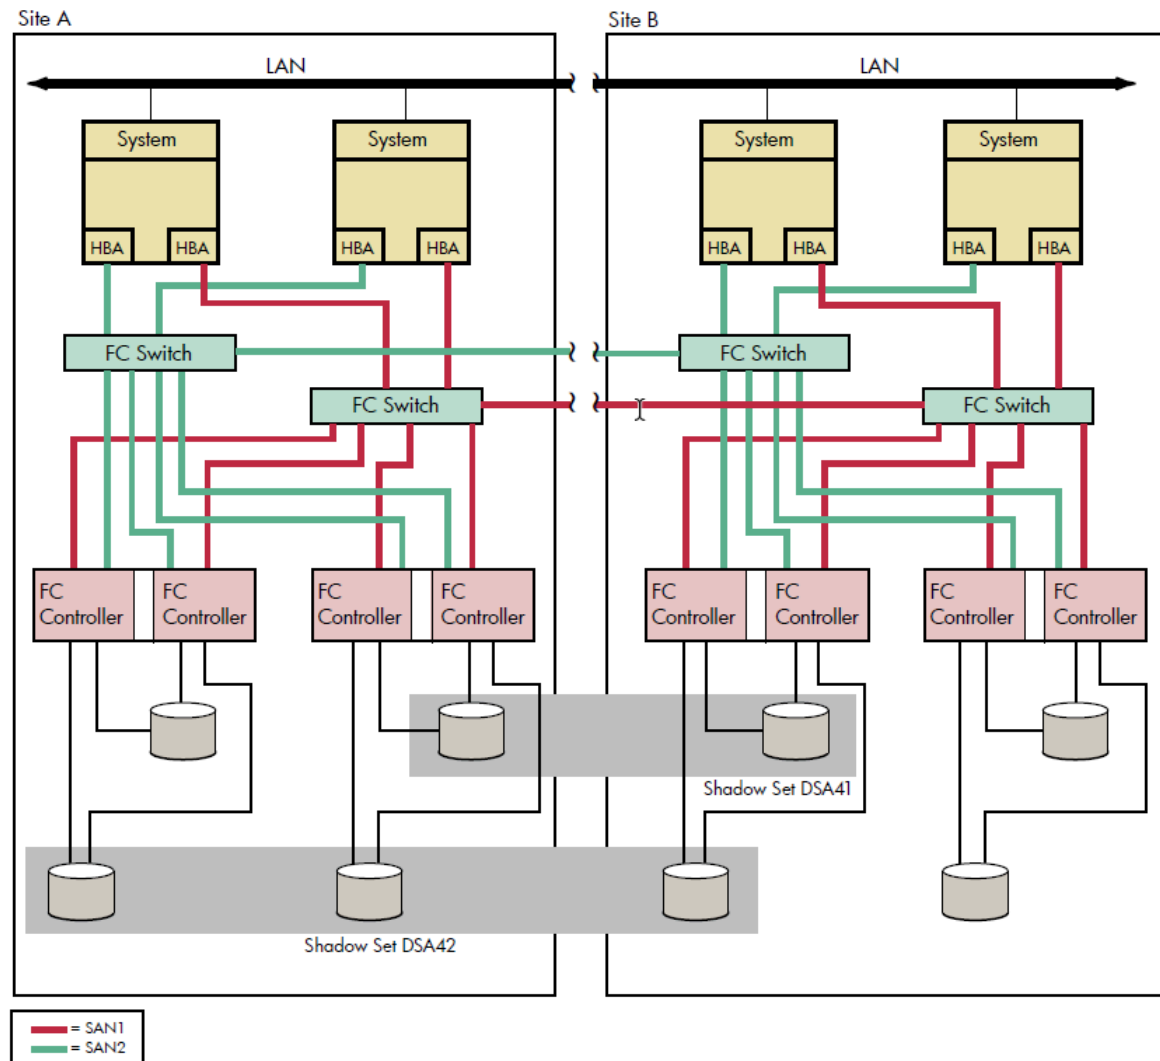 Site A
Site B
LAN
LAN
System
System
System
System
HBA
HBA
HBA
HBA
HBA
HBA
HBA
HBA
FC Switch
FC Switch
FC Switch
FC Switch
FC
Controller
FC
Controller
FC
Controller
FC
Controller
FC
Controller
FC
Controller
FC
Controller
FC
Controller
Shadow Set DSA41
Shadow Set DSA42
= SAN1
= SAN2